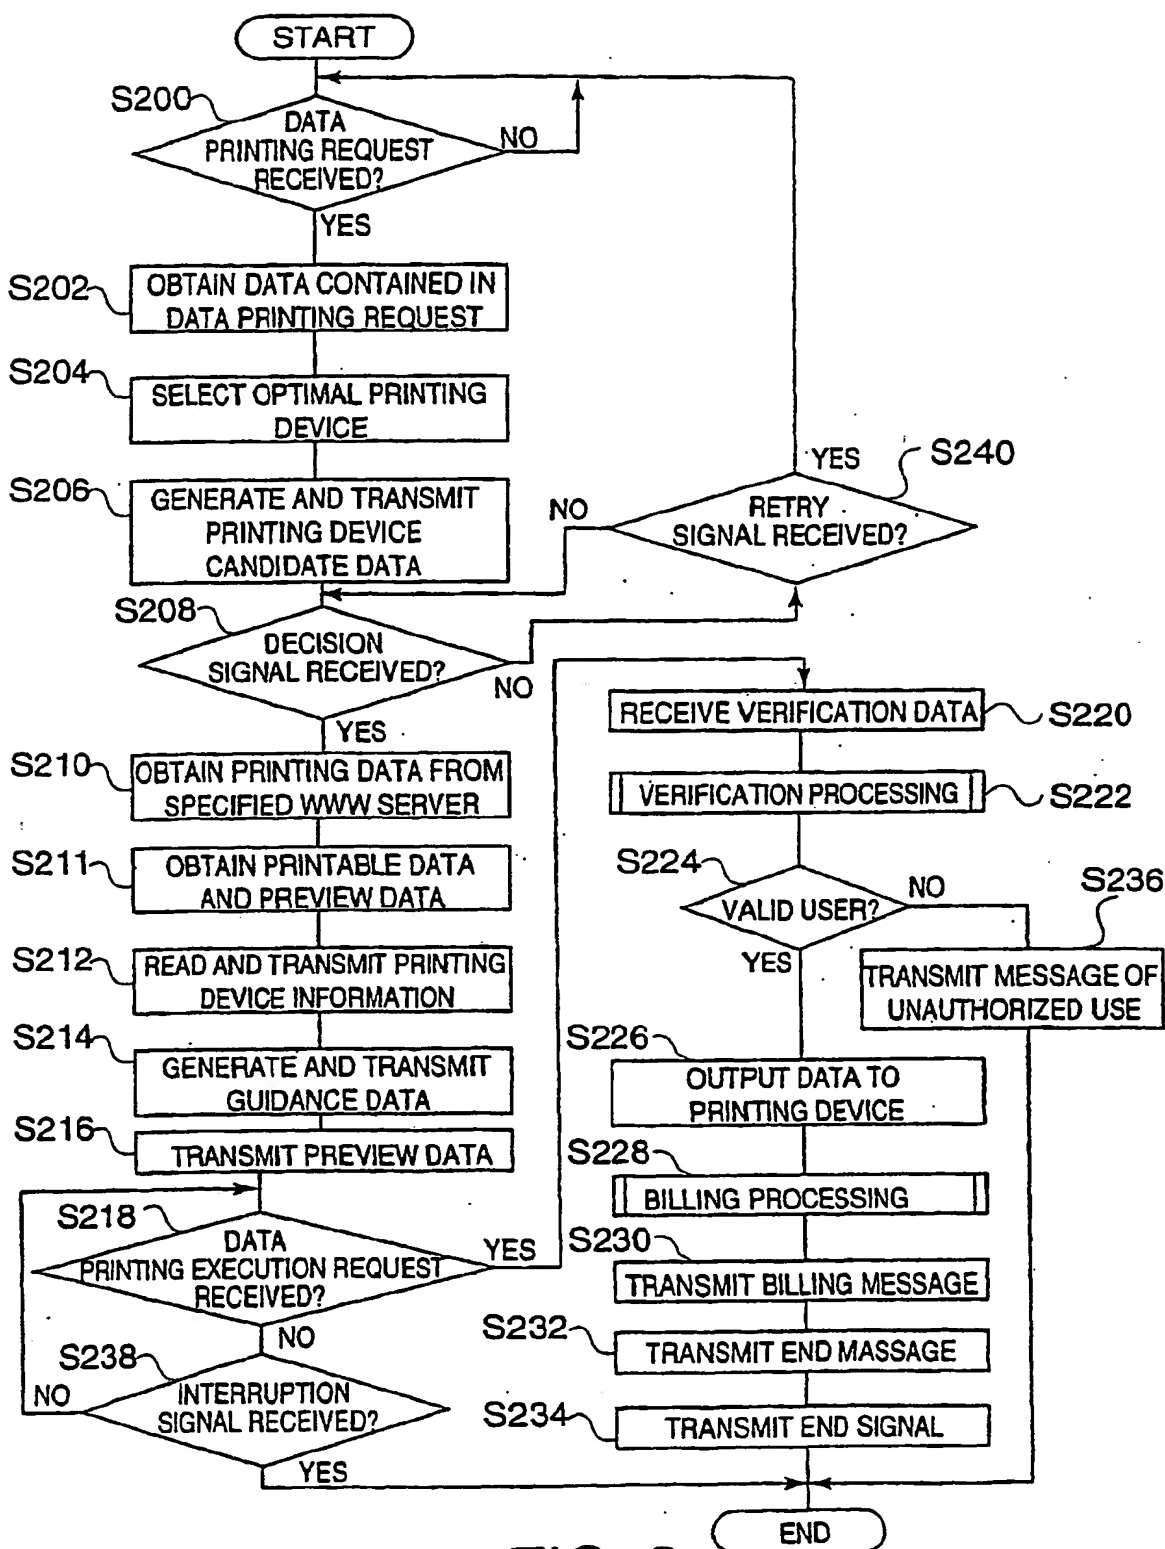 START
S200
DATA
PRINTING REQUEST
RECEIVED?
NO
YES
S202
OBTAIN DATA CONTAINED IN
DATA PRINTING REQUEST
S204
SELECT OPTIMAL PRINTING
DEVICE
S206
GENERATE AND TRANSMIT
PRINTING DEVICE
CANDIDATE DATA
S240
YES
NO
RETRY
SIGNAL RECEIVED?
S208
DECISION
SIGNAL RECEIVED?
NO
YES
S210
OBTAIN PRINTING DATA FROM
SPECIFIED WWW SERVER
S211
OBTAIN PRINTABLE DATA
AND PREVIEW DATA
S212
READ AND TRANSMIT PRINTING
DEVICE INFORMATION
S214
GENERATE AND TRANSMIT
GUIDANCE DATA
S216
TRANSMIT PREVIEW DATA
S218
DATA
PRINTING EXECUTION REQUEST
RECEIVED?
YES
NO
S238
INTERRUPTION
SIGNAL RECEIVED?
NO
YES
RECEIVE VERIFICATION DATA
S220
VERIFICATION PROCESSING
S222
S224
VALID USER?
NO
YES
S236
TRANSMIT MESSAGE OF
UNAUTHORIZED USE
S226
OUTPUT DATA TO
PRINTING DEVICE
S228
BILLING PROCESSING
S230
TRANSMIT BILLING MESSAGE
S232
TRANSMIT END MASSAGE
S234
TRANSMIT END SIGNAL
END